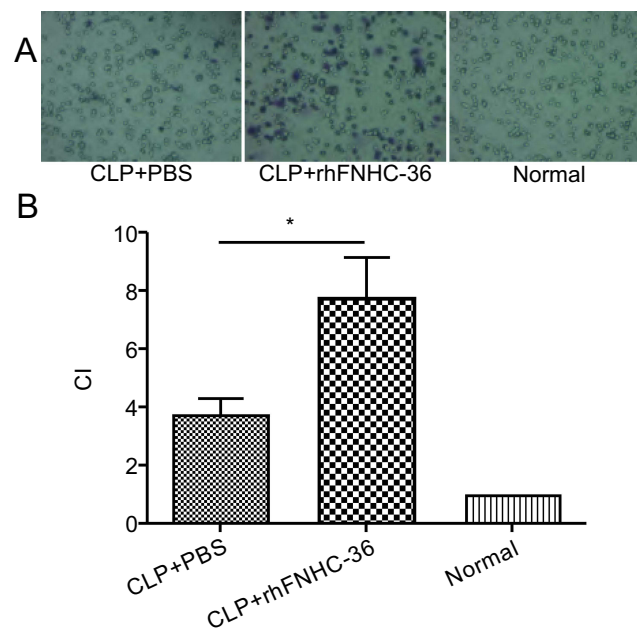 A
CLP+PBS CLP+rhFNHC-36 Normal
B
*
10
8
6
4
2
0
CI
CLP+PBS
CLP+rhFNHC-36
Normal